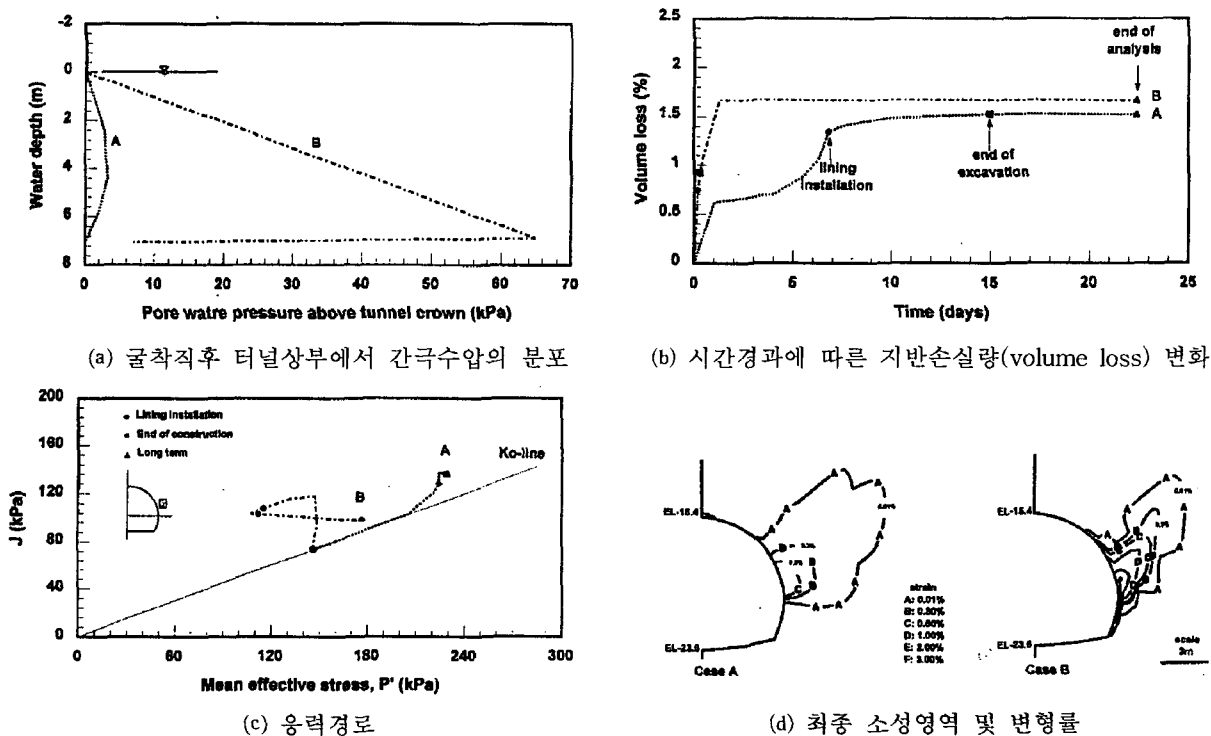 -2
0
2
4
6
8
Water depth (m)
A
B
0 10 20 30 40 50 60 70
Pore watre pressure above tunnel crown (kPa)
(a) 굴착직후 터널상부에서 간극수압의 분포
2.5
2
1.5
1
0.5
0
Volume loss (%)
end of
analysis
B
A
lining
installation
end of
excavation
0 5 10 15 20 25
Time (days)
(b) 시간경과에 따른 지반손실량(volume loss) 변화
200
160
120
80
40
0
J (kPa)
Lining installation
End of construction
Long term
A
B
Ko-line
0 60 120 180 240 300
Mean effective stress, P' (kPa)
(c) 응력경로
EL-15.4
EL-23.6
Case A
A A A A A A A A
B B B
C
0.01%
strain
A: 0.01%
B: 0.30%
C: 0.60%
D: 1.00%
E: 2.00%
F: 3.00%
EL-15.4
EL-23.6
Case B
A A A A A
0.01%
scale
3m
(d) 최종 소성영역 및 변형률